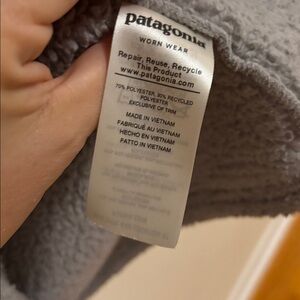 patagonia
WORN WEAR
Repair, Reuse, Recycle
This Product
www.patagonia.com
70% POLYESTER, 30% RECYCLED
POLYESTER
EXCLUSIVE OF TRIM
MADE IN VIETNAM
FABRIQUÉ AU VIETNAM
HECHO EN VIETNAM
FATTO IN VIETNAM